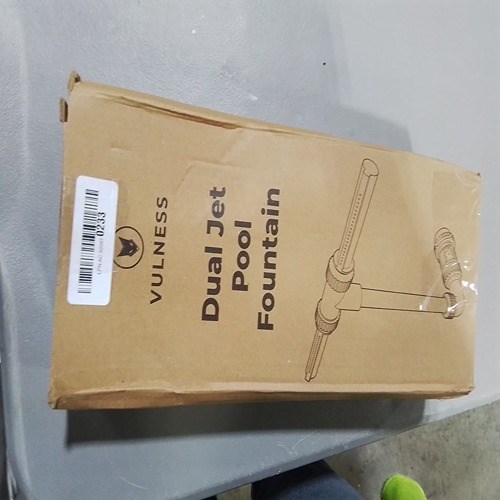 VULNESS
Dual Jet
Pool
Fountain
0233